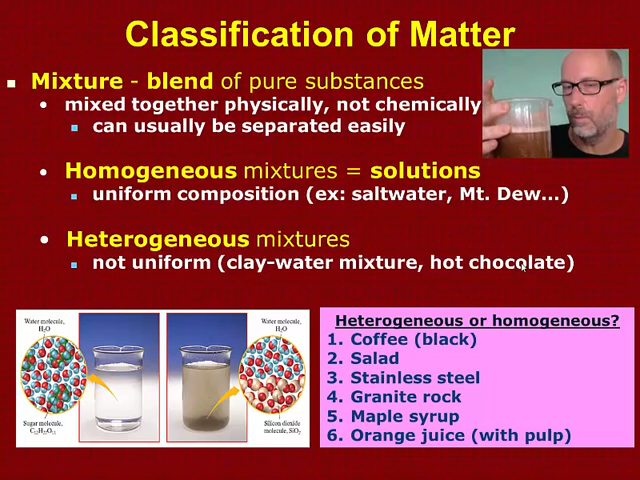 Classification of Matter
Mixture - blend of pure substances
mixed together physically, not chemically
can usually be separated easily
Homogeneous mixtures = solutions
uniform composition (ex: saltwater, Mt. Dew...)
Heterogeneous mixtures
not uniform (clay-water mixture, hot chocolate)
Water molecule,
H₂O
Sugar molecule,
C₁₂H₂₂O₁₁
Water molecule,
H₂O
Silicon dioxide
molecule, SiO₂
Heterogeneous or homogeneous?
1. Coffee (black)
2. Salad
3. Stainless steel
4. Granite rock
5. Maple syrup
6. Orange juice (with pulp)